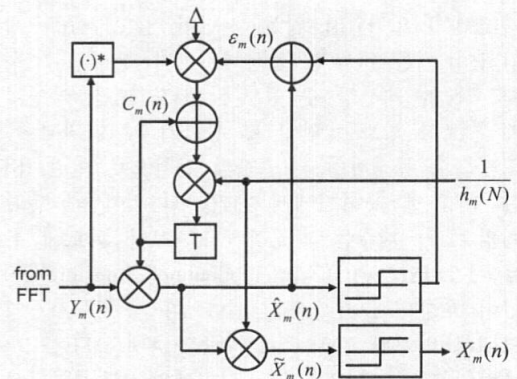 Δ
ε_m(n)
(·)*
C_m(n)
1
h_m(N)
T
from
FFT
Y_m(n)
X̂_m(n)
X̃_m(n)
X_m(n)